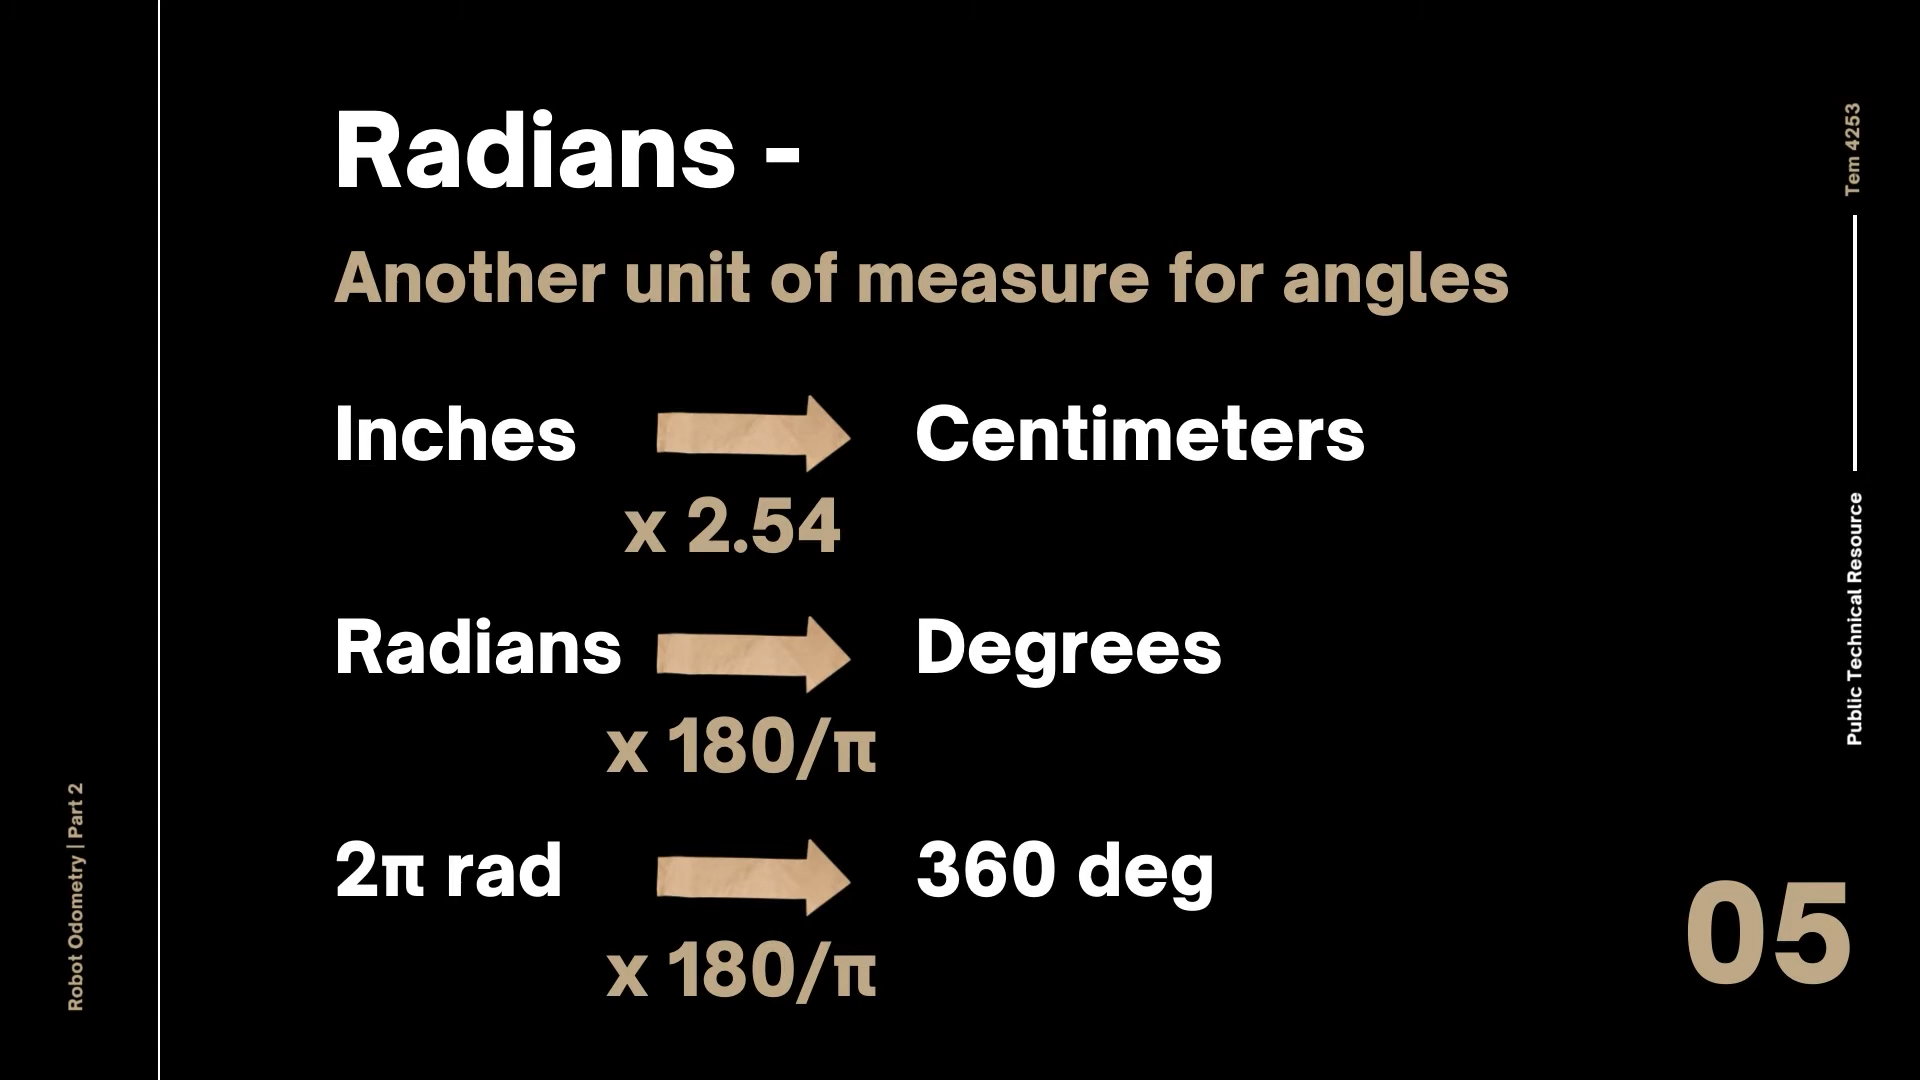 Radians -
Another unit of measure for angles
Inches Centimeters
x 2.54
Radians Degrees
x 180/π
2π rad 360 deg
x 180/π
Robot Odometry | Part 2
Tem 4253
Public Technical Resource
05